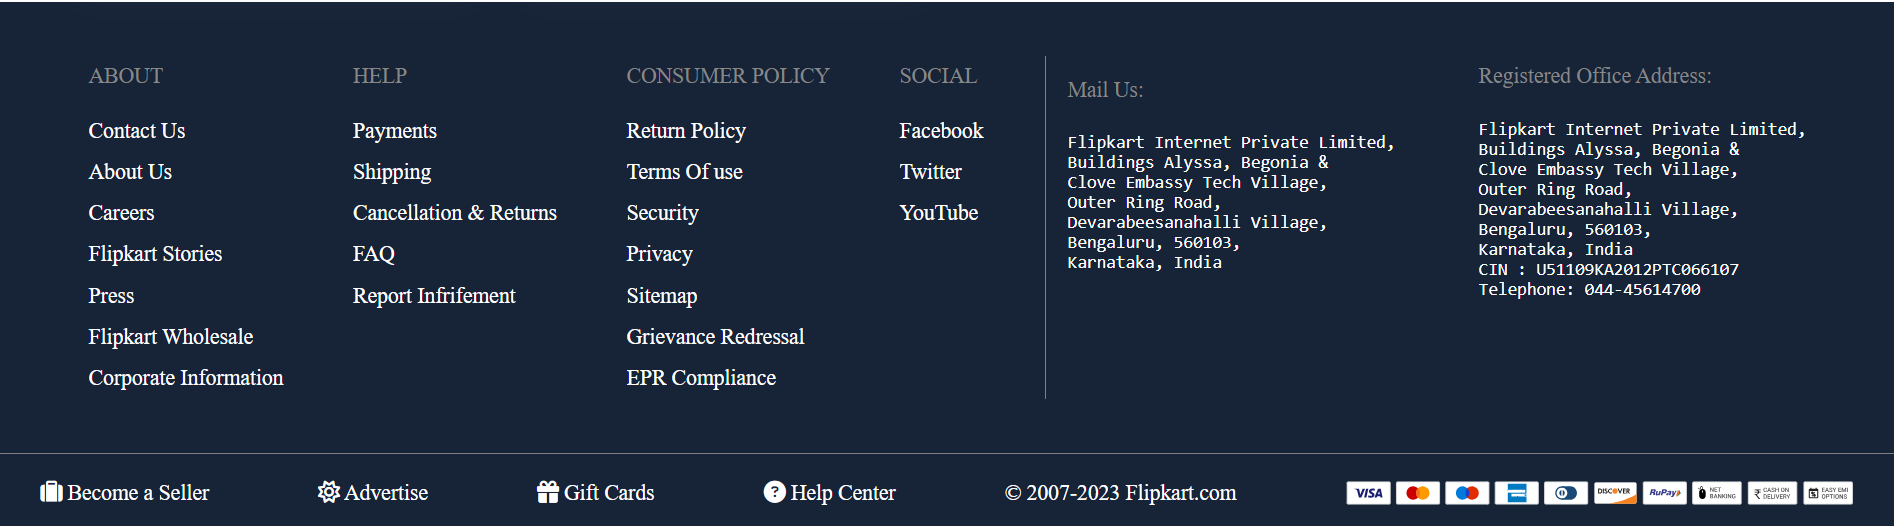 ABOUT
Contact Us
About Us
Careers
Flipkart Stories
Press
Flipkart Wholesale
Corporate Information
HELP
Payments
Shipping
Cancellation & Returns
FAQ
Report Infrifement
CONSUMER POLICY
Return Policy
Terms Of use
Security
Privacy
Sitemap
Grievance Redressal
EPR Compliance
SOCIAL
Facebook
Twitter
YouTube
Mail Us:
Flipkart Internet Private Limited,
Buildings Alyssa, Begonia &
Clove Embassy Tech Village,
Outer Ring Road,
Devarabeesanahalli Village,
Bengaluru, 560103,
Karnataka, India
Registered Office Address:
Flipkart Internet Private Limited,
Buildings Alyssa, Begonia &
Clove Embassy Tech Village,
Outer Ring Road,
Devarabeesanahalli Village,
Bengaluru, 560103,
Karnataka, India
CIN : U51109KA2012PTC066107
Telephone: 044-45614700
Become a Seller
Advertise
Gift Cards
? Help Center
© 2007-2023 Flipkart.com
VISA
DISCOVER
RuPay
NET
BANKING
₹ CASH ON
DELIVERY
EASY EMI
OPTIONS